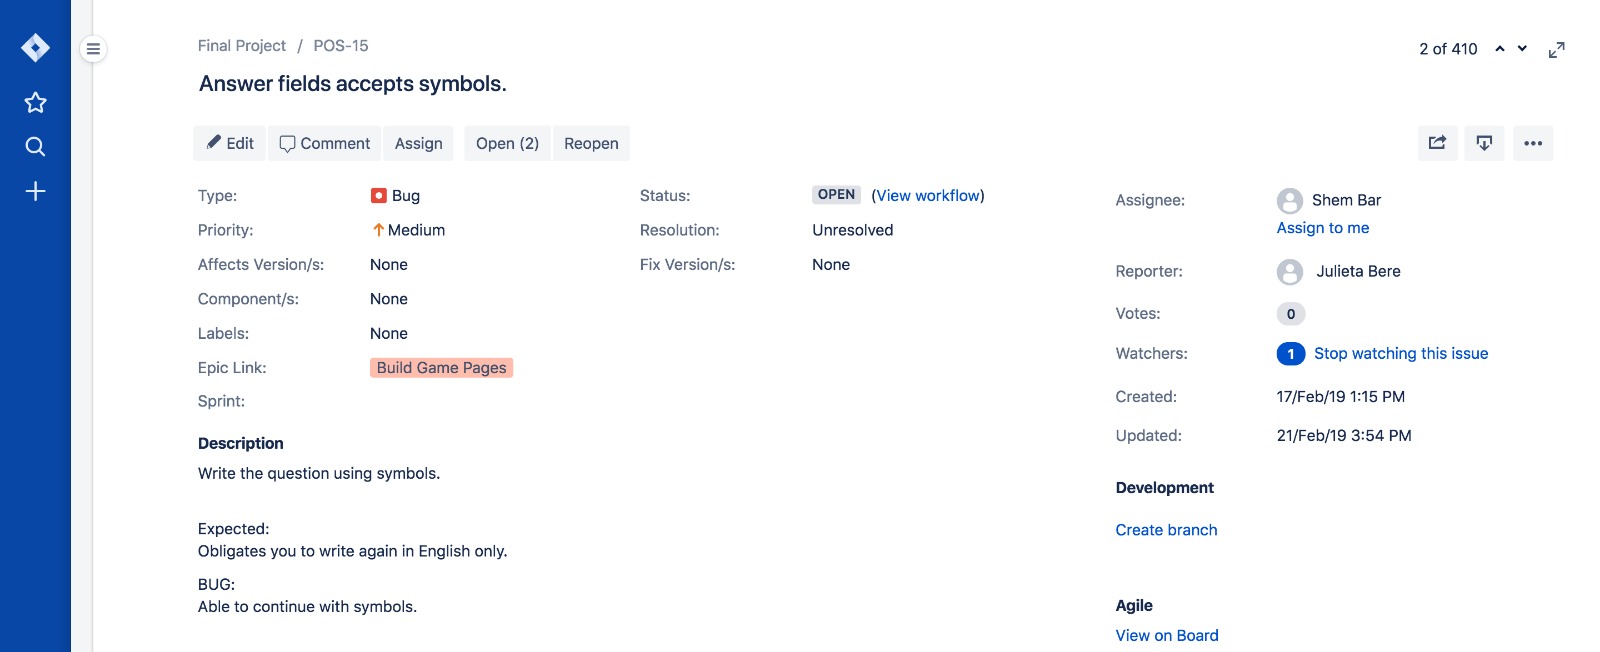 Final Project / POS-15
2 of 410
Answer fields accepts symbols.
Edit Comment Assign Open (2) Reopen
Type: Bug
Priority: Medium
Affects Version/s: None
Component/s: None
Labels: None
Epic Link: Build Game Pages
Sprint:
Status: OPEN (View workflow)
Resolution: Unresolved
Fix Version/s: None
Description
Write the question using symbols.
Expected:
Obligates you to write again in English only.
BUG:
Able to continue with symbols.
Assignee: Shem Bar
Assign to me
Reporter: Julieta Bere
Votes: 0
Watchers: 1 Stop watching this issue
Created: 17/Feb/19 1:15 PM
Updated: 21/Feb/19 3:54 PM
Development
Create branch
Agile
View on Board